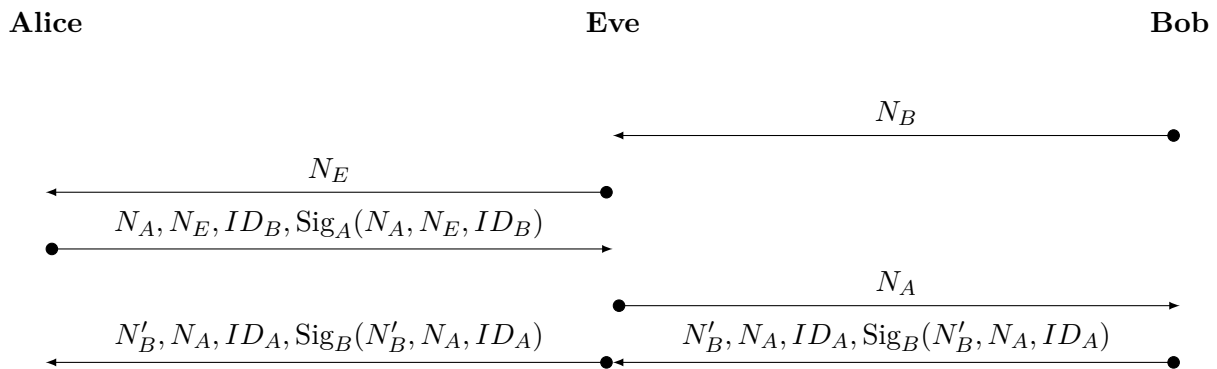 Alice Eve Bob
N_B
N_E
N_A, N_E, ID_B, Sig_A(N_A, N_E, ID_B)
N_A
N'_B, N_A, ID_A, Sig_B(N'_B, N_A, ID_A) N'_B, N_A, ID_A, Sig_B(N'_B, N_A, ID_A)